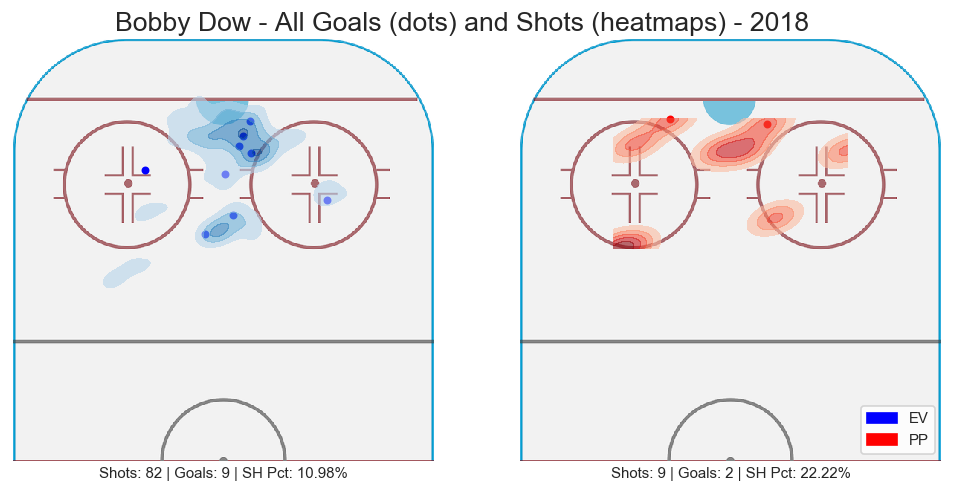 Bobby Dow - All Goals (dots) and Shots (heatmaps) - 2018
EV
PP
Shots: 82 | Goals: 9 | SH Pct: 10.98%
Shots: 9 | Goals: 2 | SH Pct: 22.22%